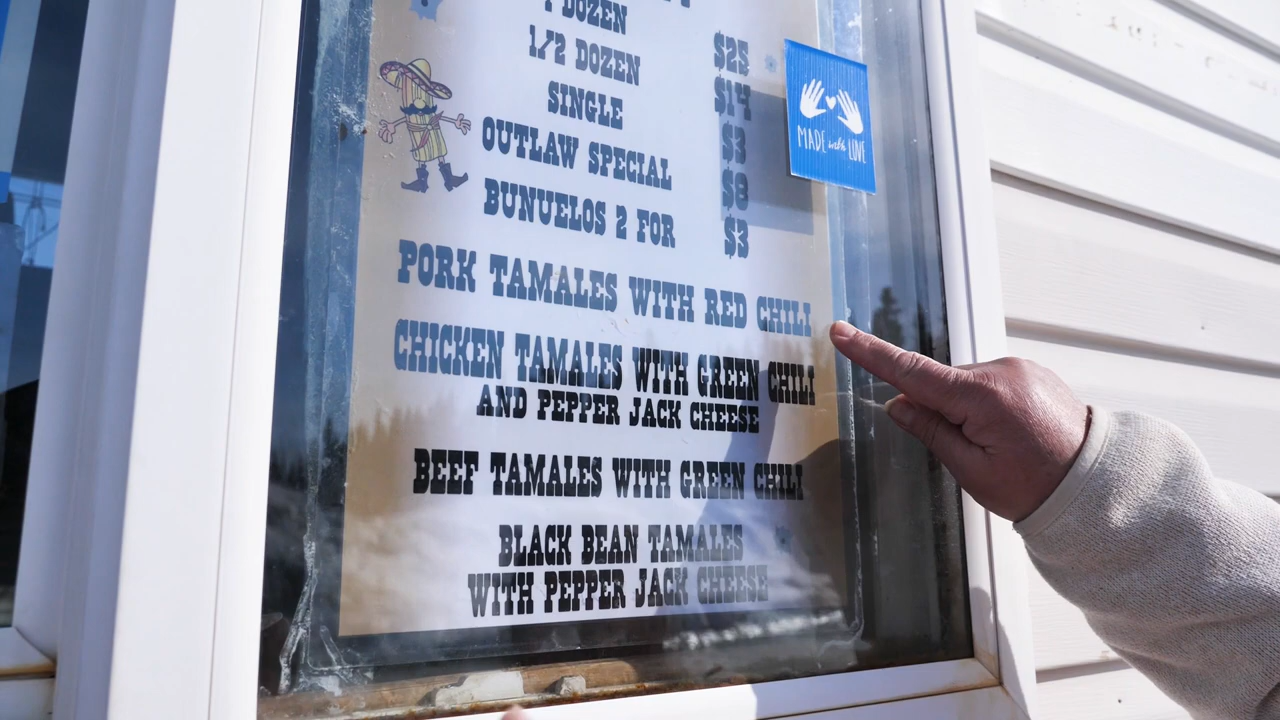 1 DOZEN $25
1/2 DOZEN $14
SINGLE $3
OUTLAW SPECIAL $8
BUNUELOS 2 FOR $3
PORK TAMALES WITH RED CHILI
CHICKEN TAMALES WITH GREEN CHILI
AND PEPPER JACK CHEESE
BEEF TAMALES WITH GREEN CHILI
BLACK BEAN TAMALES
WITH PEPPER JACK CHEESE
MADE with LOVE